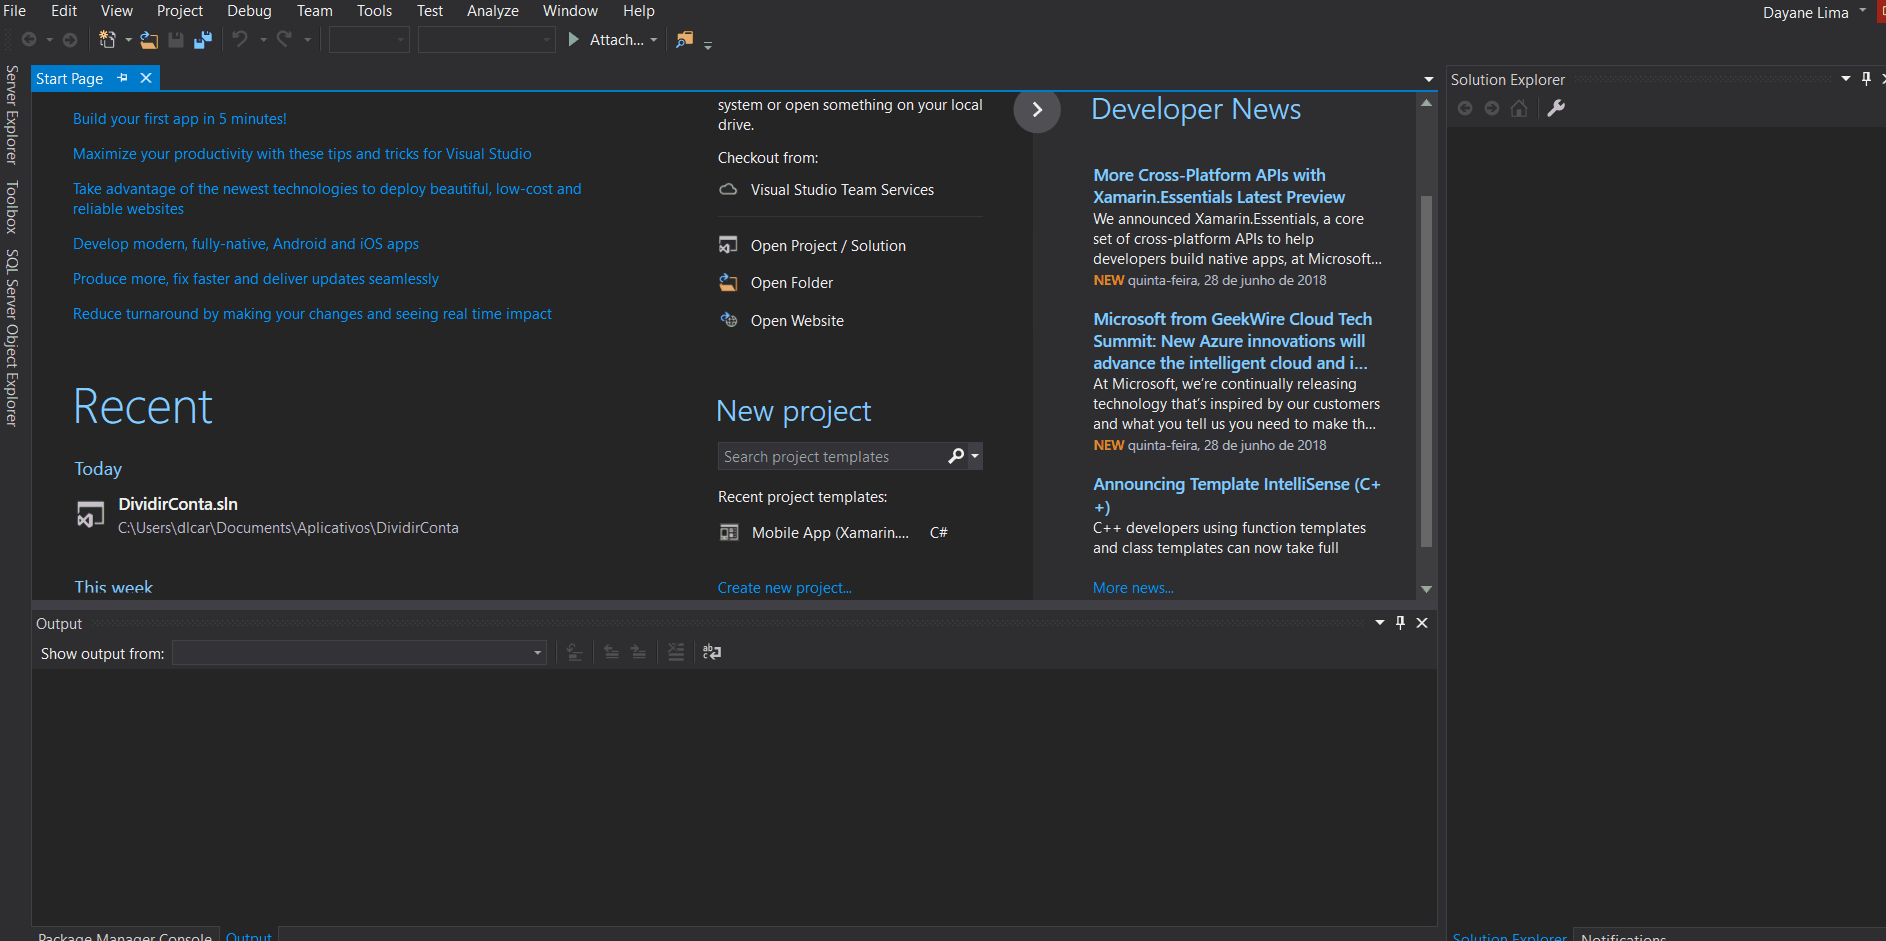 File Edit View Project Debug Team Tools Test Analyze Window Help
Dayane Lima
Attach...
Server Explorer
Toolbox
SQL Server Object Explorer
Start Page
Build your first app in 5 minutes!
Maximize your productivity with these tips and tricks for Visual Studio
Take advantage of the newest technologies to deploy beautiful, low-cost and
reliable websites
Develop modern, fully-native, Android and iOS apps
Produce more, fix faster and deliver updates seamlessly
Reduce turnaround by making your changes and seeing real time impact
Recent
Today
DividirConta.sln
C:\Users\dlcar\Documents\Aplicativos\DividirConta
This week
system or open something on your local
drive.
Checkout from:
Visual Studio Team Services
Open Project / Solution
Open Folder
Open Website
New project
Search project templates
Recent project templates:
Mobile App (Xamarin.... C#
Create new project...
Developer News
More Cross-Platform APIs with
Xamarin.Essentials Latest Preview
We announced Xamarin.Essentials, a core
set of cross-platform APIs to help
developers build native apps, at Microsoft...
NEW quinta-feira, 28 de junho de 2018
Microsoft from GeekWire Cloud Tech
Summit: New Azure innovations will
advance the intelligent cloud and i...
At Microsoft, we're continually releasing
technology that's inspired by our customers
and what you tell us you need to make th...
NEW quinta-feira, 28 de junho de 2018
Announcing Template IntelliSense (C+
+)
C++ developers using function templates
and class templates can now take full
More news...
Solution Explorer
Output
Show output from:
Package Manager Console Output
Solution Explorer Notifications